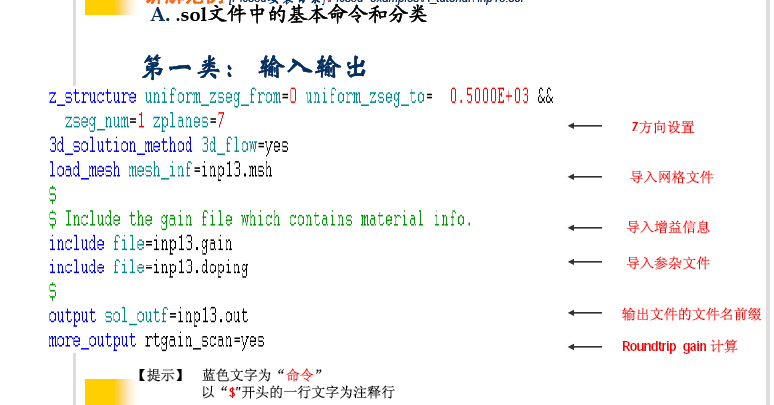 A. .sol文件中的基本命令和分类
第一类： 输入输出
z_structure uniform_zseg_from=0 uniform_zseg_to= 0.5000E+03 &&
zseg_num=1 zplanes=7
Z方向设置
3d_solution_method 3d_flow=yes
load_mesh mesh_inf=inp13.msh
导入网格文件
$
$ Include the gain file which contains material info.
include file=inp13.gain
导入增益信息
include file=inp13.doping
导入参杂文件
$
output sol_outf=inp13.out
输出文件的文件名前缀
more_output rtgain_scan=yes
Roundtrip gain 计算
【提示】 蓝色文字为“命令”
以“$”开头的一行文字为注释行